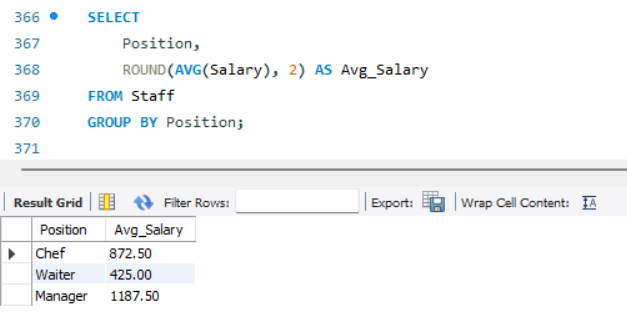 366 SELECT
367 Position,
368 ROUND(AVG(Salary), 2) AS Avg_Salary
369 FROM Staff
370 GROUP BY Position;
371
Result Grid Filter Rows: Export: Wrap Cell Content: IA
Position Avg_Salary
Chef 872.50
Waiter 425.00
Manager 1187.50